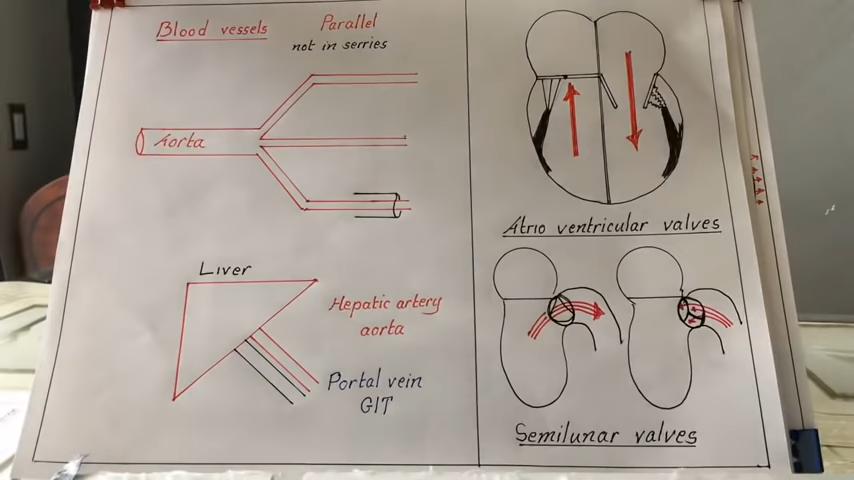 Blood vessels
Parallel
not in serries
Aorta
Liver
Hepatic artery
aorta
Portal vein
GIT
Atrio ventricular valves
Semilunar valves